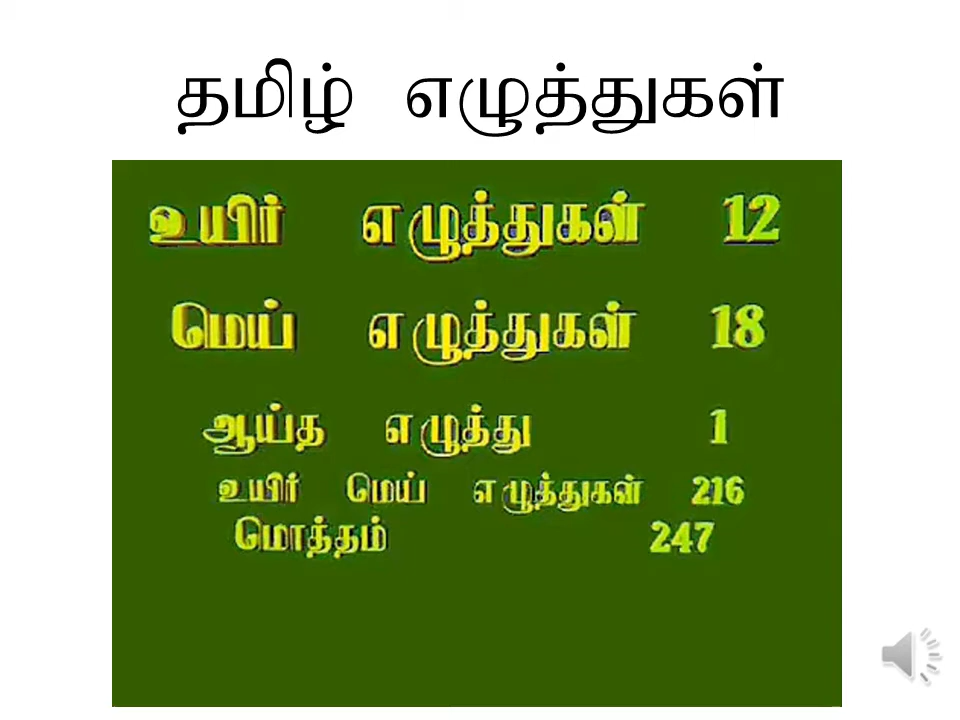 தமிழ் எழுத்துகள்
உயிர் எழுத்துகள் 12
மெய் எழுத்துகள் 18
ஆய்த எழுத்து 1
உயிர் மெய் எழுத்துகள் 216
மொத்தம் 247